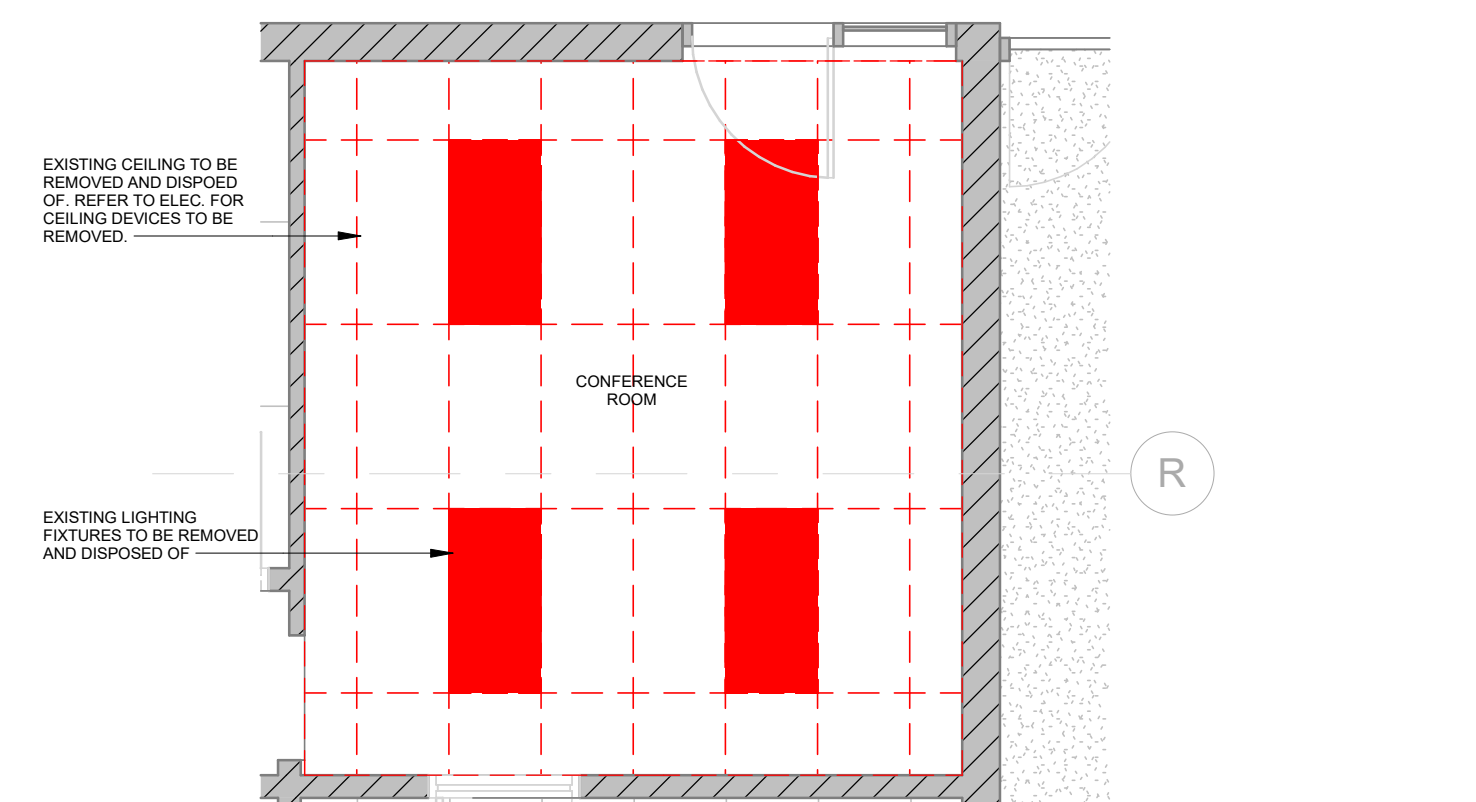 EXISTING CEILING TO BE
REMOVED AND DISPOED
OF. REFER TO ELEC. FOR
CEILING DEVICES TO BE
REMOVED.
CONFERENCE
ROOM
R
EXISTING LIGHTING
FIXTURES TO BE REMOVED
AND DISPOSED OF